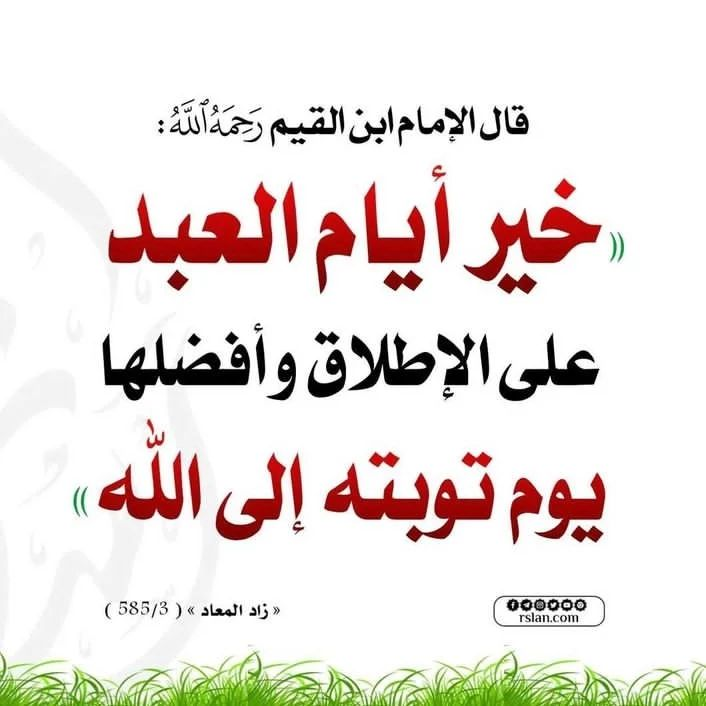 قال الإمام ابن القيم رَحِمَهُ ٱللَّهُ :
« خير أيام العبد
على الإطلاق وأفضلها
يوم توبته إلى الله »
« زاد المعاد » ( 585/3 )
rslan.com